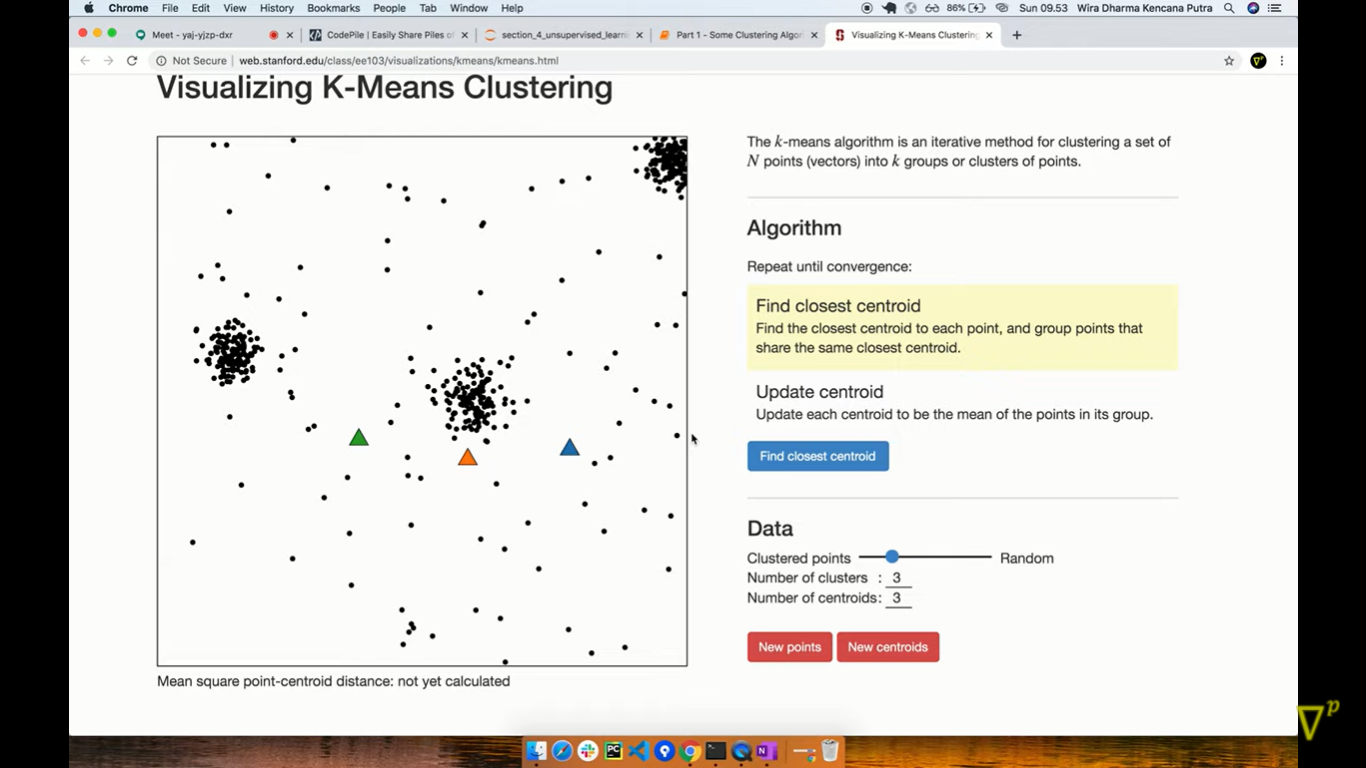 Chrome File Edit View History Bookmarks People Tab Window Help 86% Sun 09.53 Wira Dharma Kencana Putra
Meet - yaj-yjzp-dxr CodePile | Easily Share Piles of section_4_unsupervised_learni Part 1 - Some Clustering Algor Visualizing K-Means Clustering
Not Secure web.stanford.edu/class/ee103/visualizations/kmeans/kmeans.html
Visualizing K-Means Clustering
The k-means algorithm is an iterative method for clustering a set of
N points (vectors) into k groups or clusters of points.
Algorithm
Repeat until convergence:
Find closest centroid
Find the closest centroid to each point, and group points that
share the same closest centroid.
Update centroid
Update each centroid to be the mean of the points in its group.
Find closest centroid
Data
Clustered points Random
Number of clusters : 3
Number of centroids: 3
New points New centroids
Mean square point-centroid distance: not yet calculated
∇p